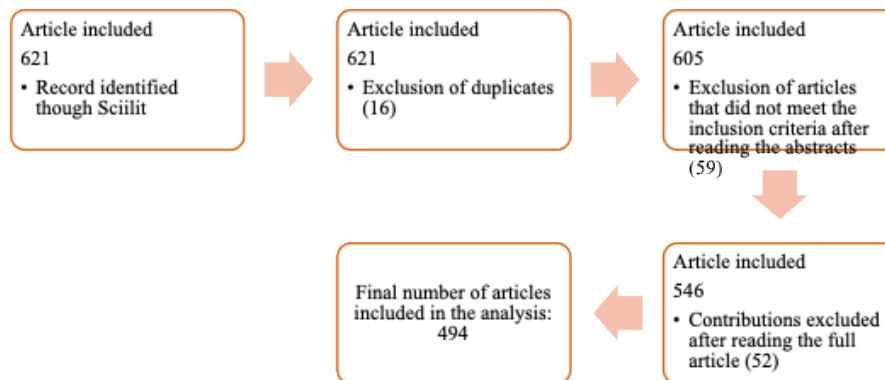 Article included
621
• Record identified
though Sciilit
Article included
621
• Exclusion of duplicates
(16)
Article included
605
• Exclusion of articles
that did not meet the
inclusion criteria after
reading the abstracts
(59)
Article included
546
• Contributions excluded
after reading the full
article (52)
Final number of articles
included in the analysis:
494